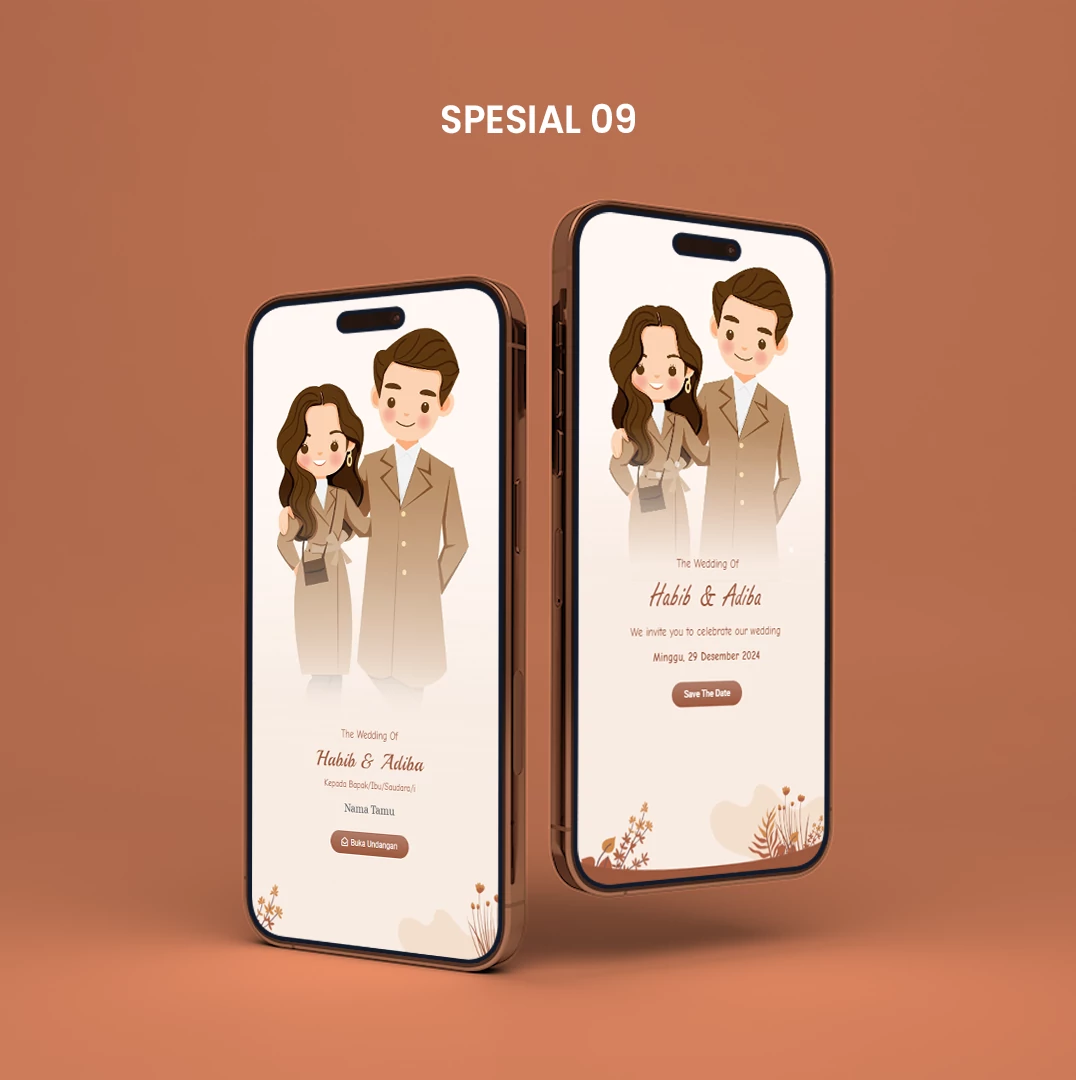 SPESIAL 09
The Wedding Of
Habib & Adiba
Kepada Bapak/Ibu/Saudara/i
Nama Tamu
Buka Undangan
The Wedding Of
Habib & Adiba
We invite you to celebrate our wedding
Minggu, 29 Desember 2024
Save The Date